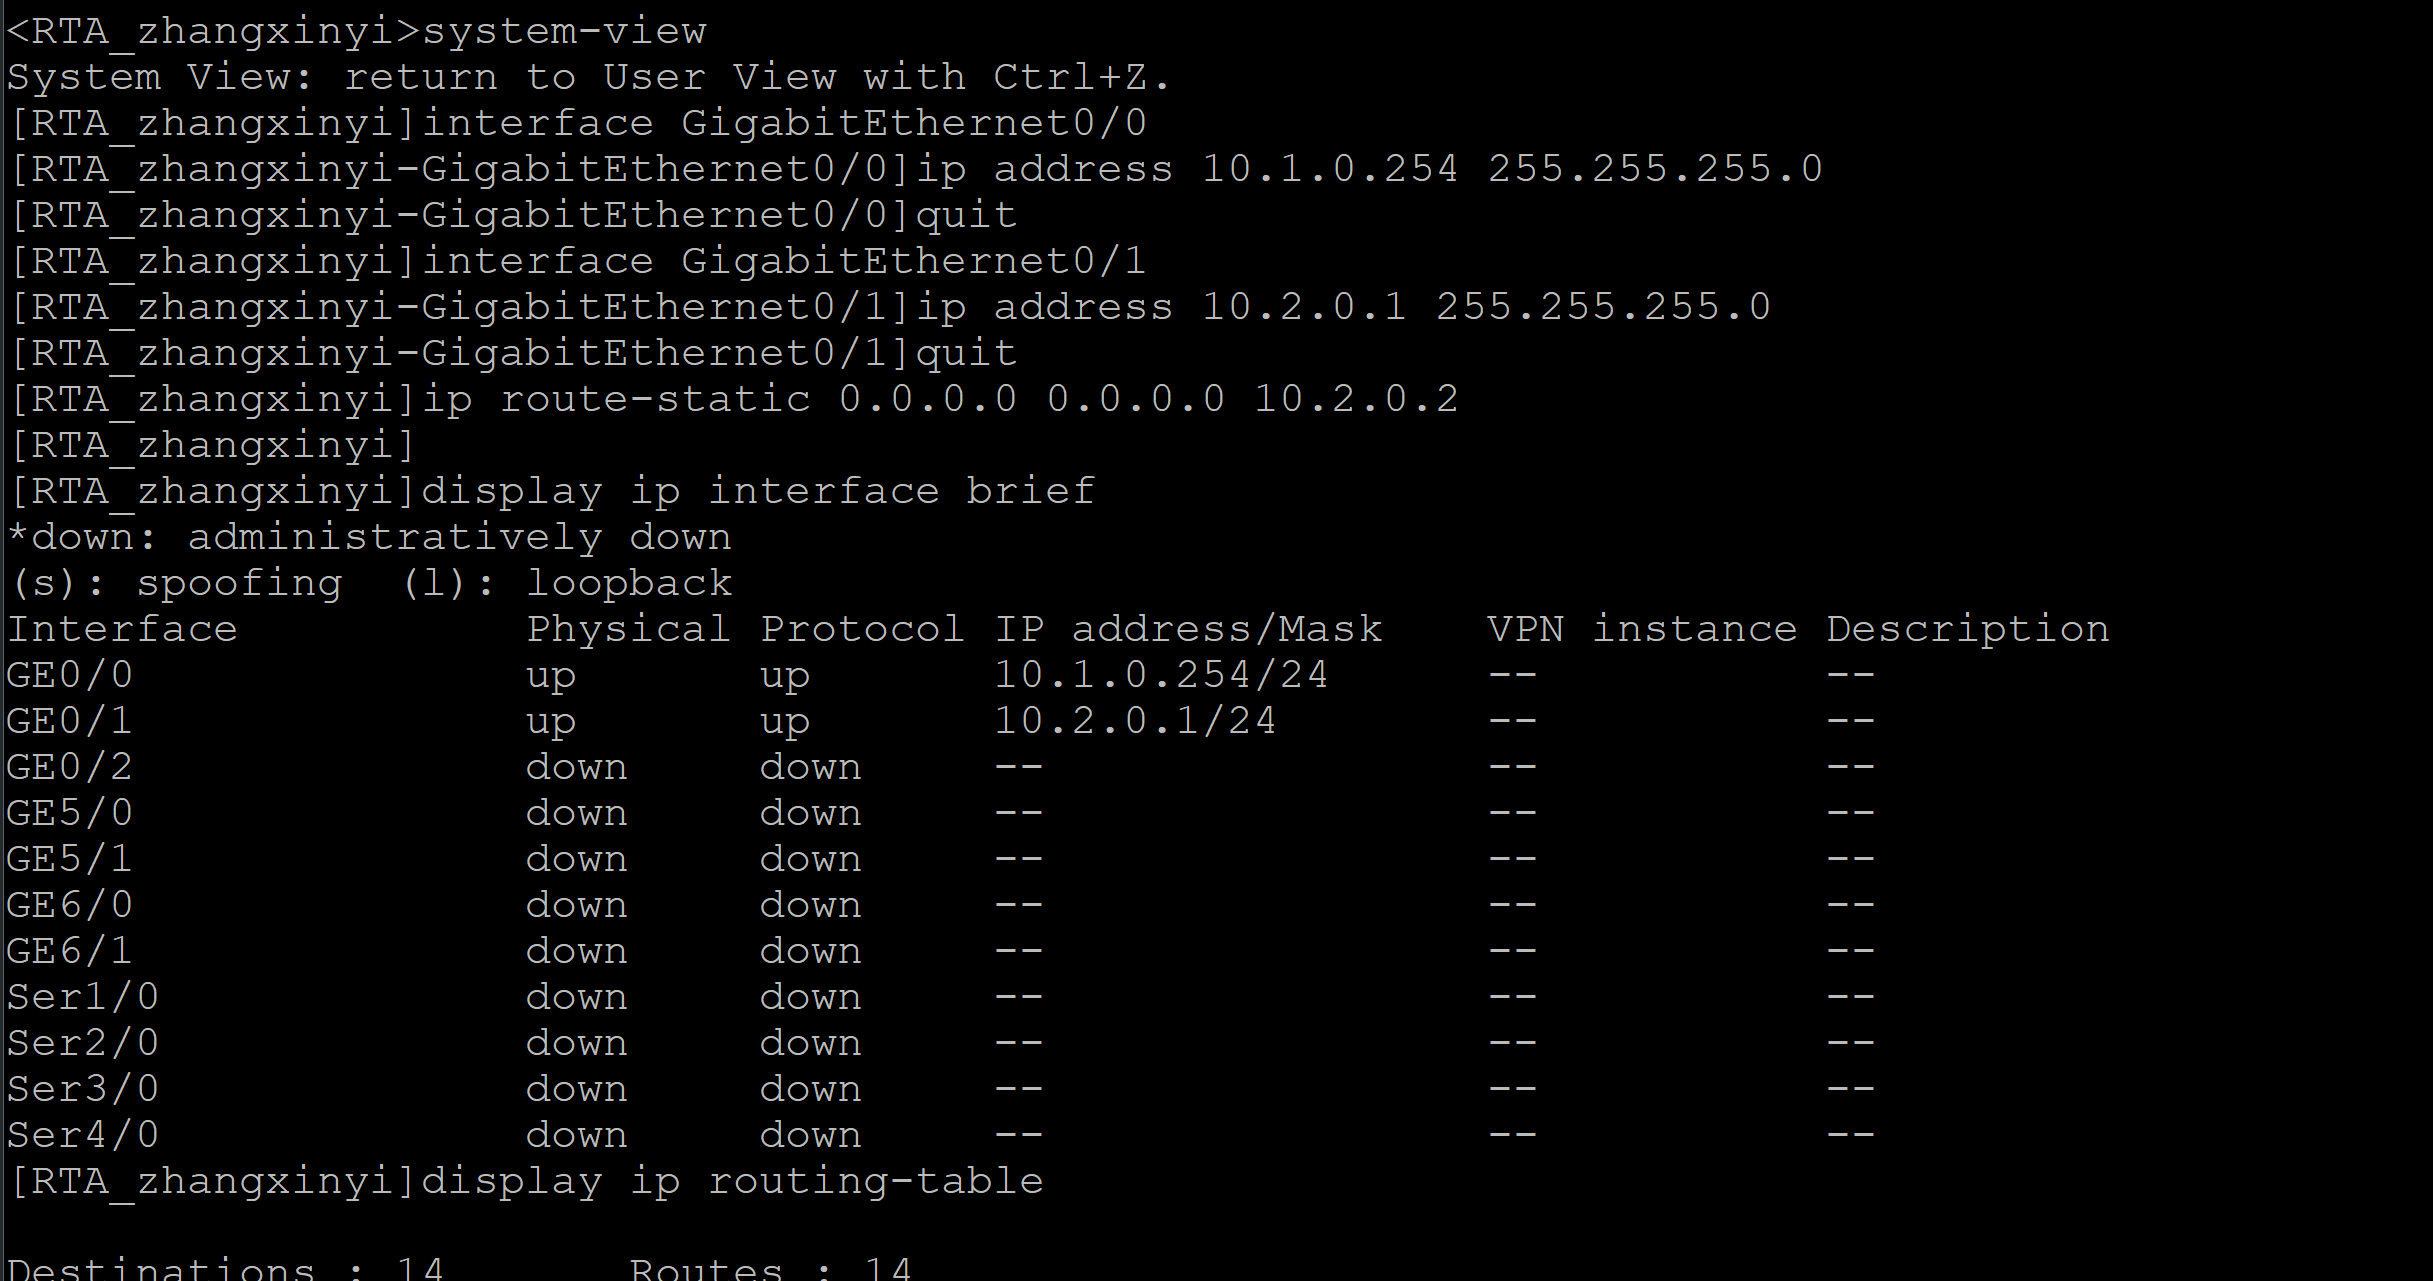 <RTA_zhangxinyi>system-view
System View: return to User View with Ctrl+Z.
[RTA_zhangxinyi]interface GigabitEthernet0/0
[RTA_zhangxinyi-GigabitEthernet0/0]ip address 10.1.0.254 255.255.255.0
[RTA_zhangxinyi-GigabitEthernet0/0]quit
[RTA_zhangxinyi]interface GigabitEthernet0/1
[RTA_zhangxinyi-GigabitEthernet0/1]ip address 10.2.0.1 255.255.255.0
[RTA_zhangxinyi-GigabitEthernet0/1]quit
[RTA_zhangxinyi]ip route-static 0.0.0.0 0.0.0.0 10.2.0.2
[RTA_zhangxinyi]
[RTA_zhangxinyi]display ip interface brief
*down: administratively down
(s): spoofing  (l): loopback
Interface           Physical Protocol IP address/Mask    VPN instance Description
GE0/0               up       up       10.1.0.254/24      --           --
GE0/1               up       up       10.2.0.1/24        --           --
GE0/2               down     down     --                 --           --
GE5/0               down     down     --                 --           --
GE5/1               down     down     --                 --           --
GE6/0               down     down     --                 --           --
GE6/1               down     down     --                 --           --
Ser1/0              down     down     --                 --           --
Ser2/0              down     down     --                 --           --
Ser3/0              down     down     --                 --           --
Ser4/0              down     down     --                 --           --
[RTA_zhangxinyi]display ip routing-table
Destinations : 14       Routes : 14